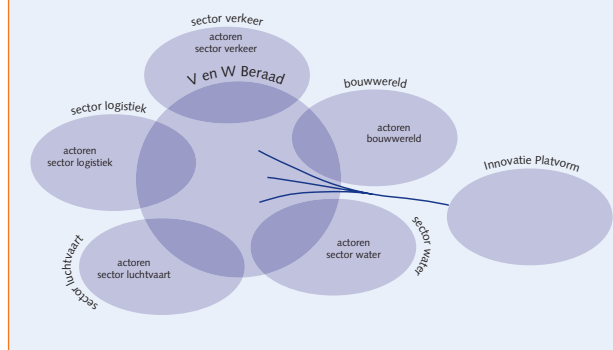 sector verkeer
actoren
sector verkeer
V en W Beraad
bouwwereld
sector logistiek
actoren
bouwwereld
actoren
sector logistiek
Innovatie Platvorm
sector water
actoren
sector water
sector luchtvaart
actoren
sector luchtvaart